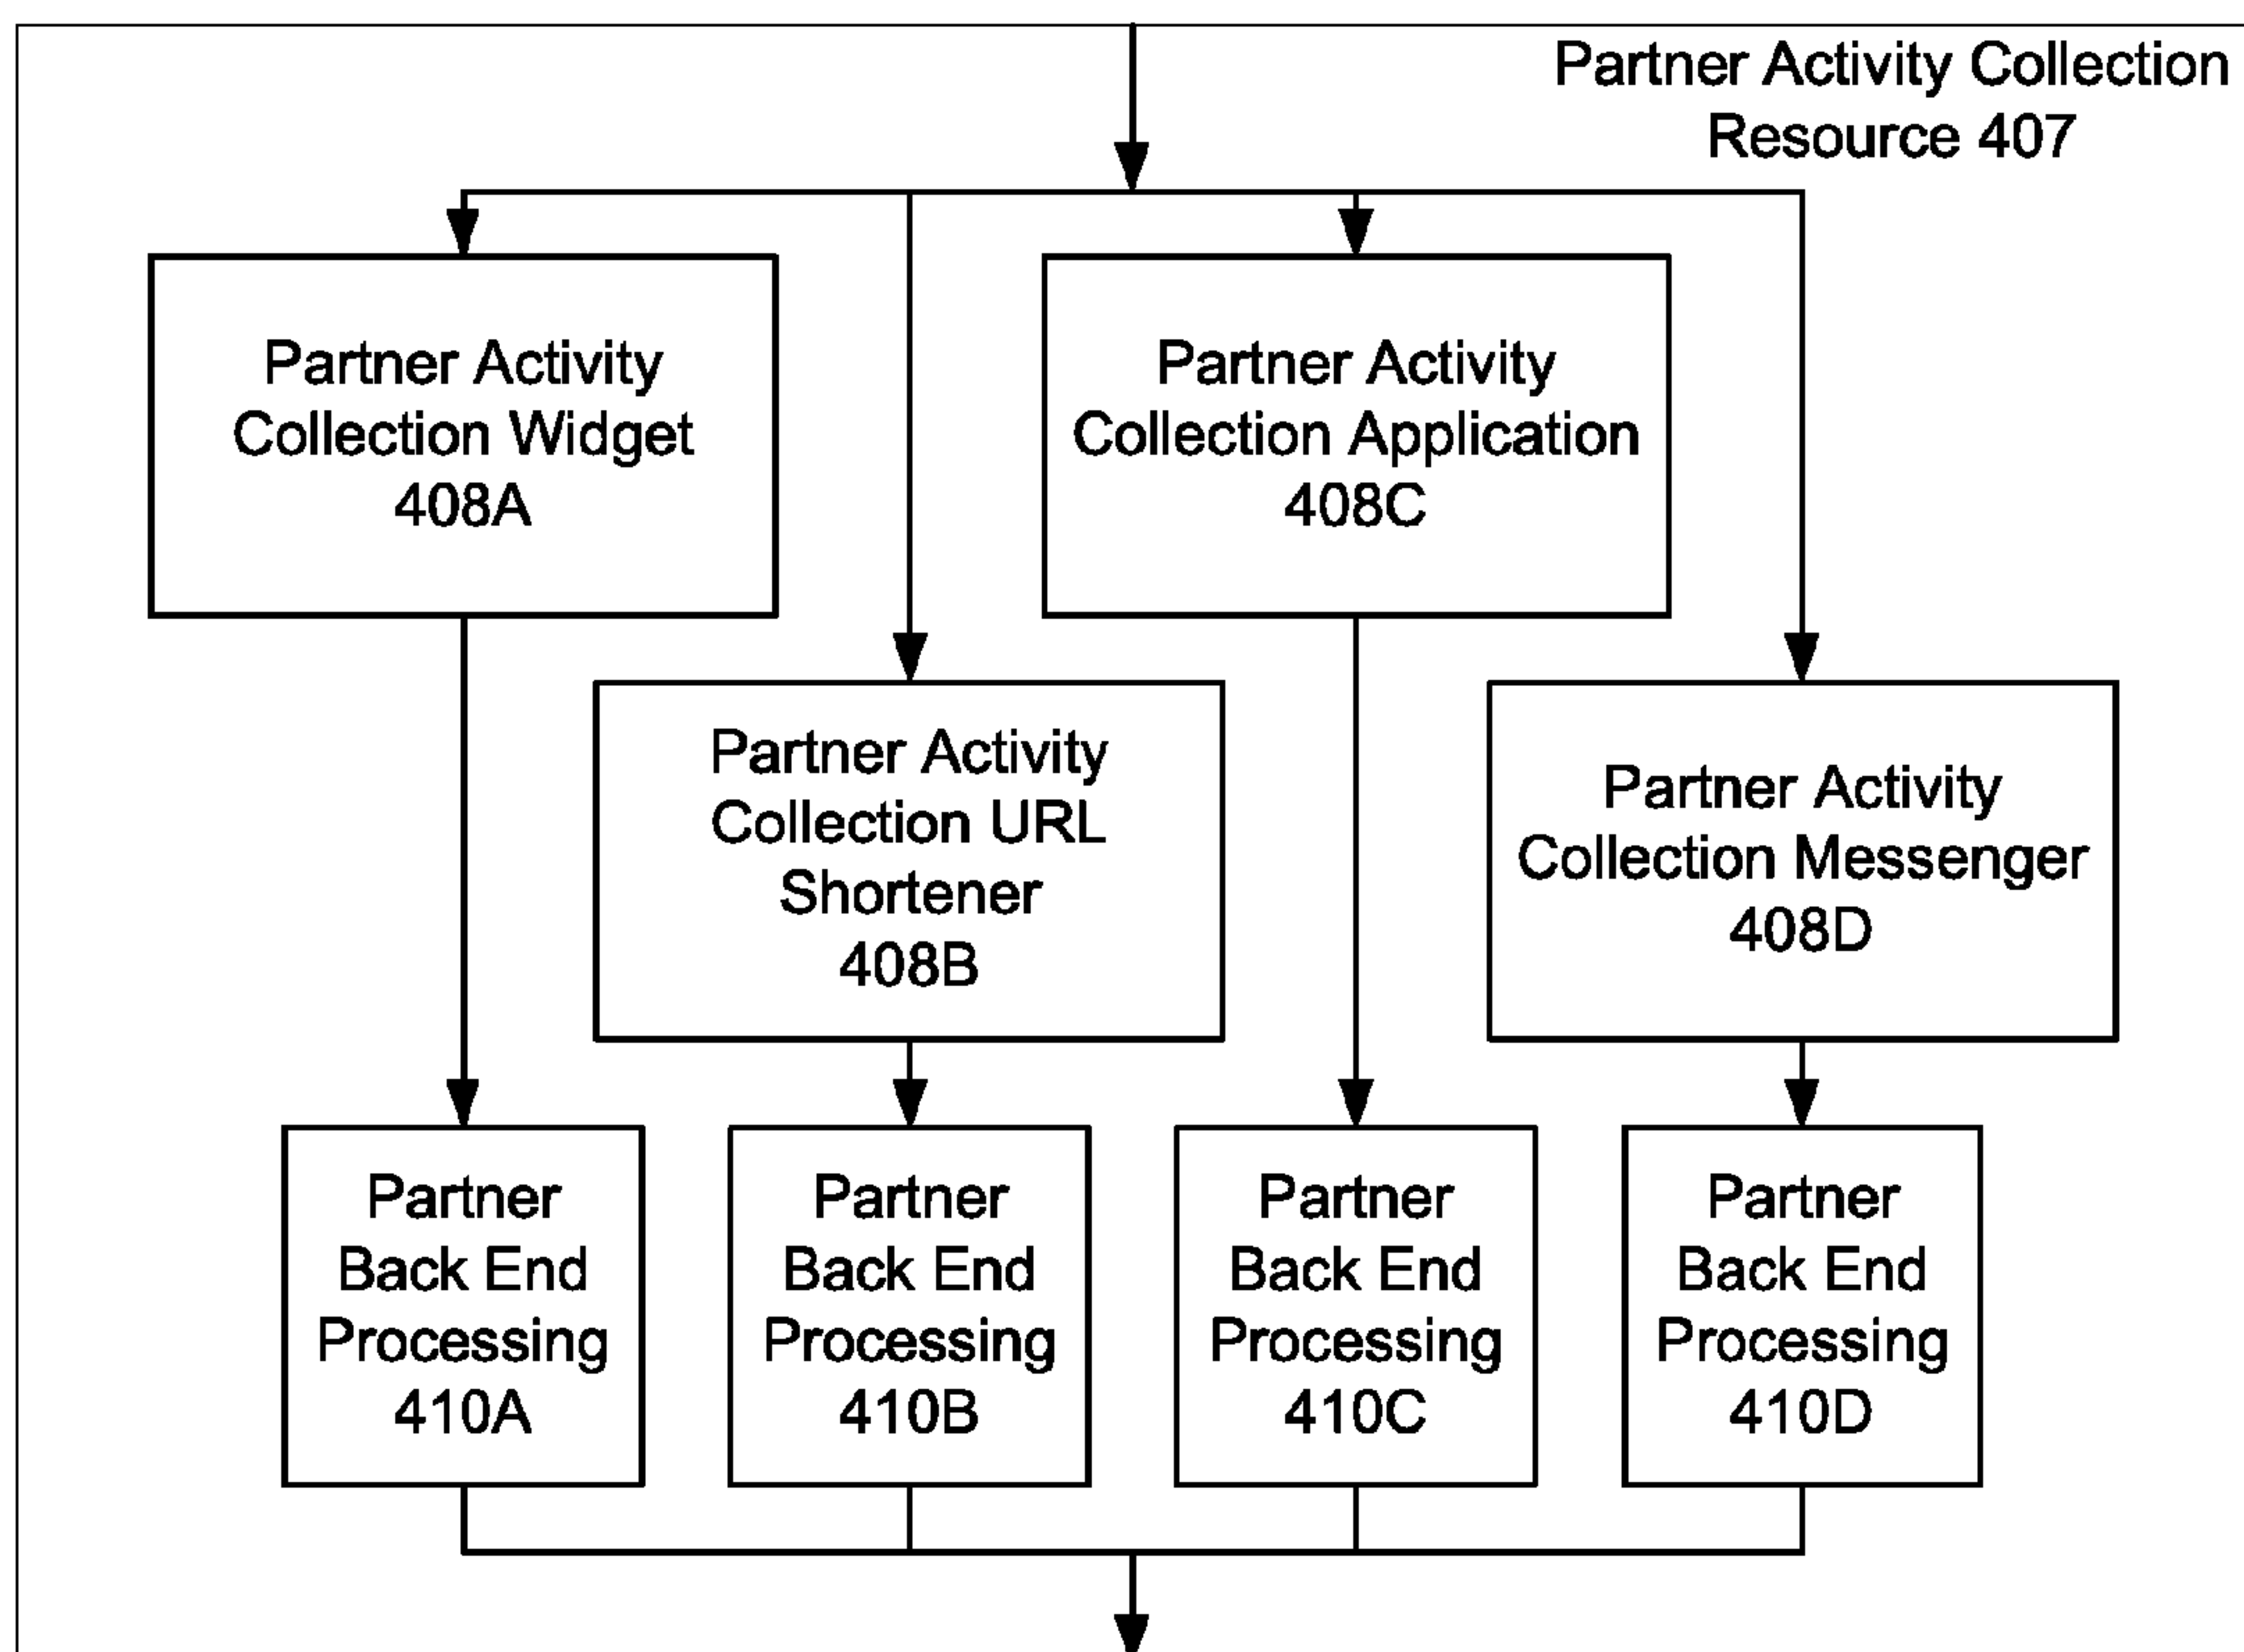 Partner Activity Collection
Resource 407
Partner Activity
Collection Widget
408A
Partner Activity
Collection Application
408C
Partner Activity
Collection URL
Shortener
408B
Partner Activity
Collection Messenger
408D
Partner
Back End
Processing
410A
Partner
Back End
Processing
410B
Partner
Back End
Processing
410C
Partner
Back End
Processing
410D